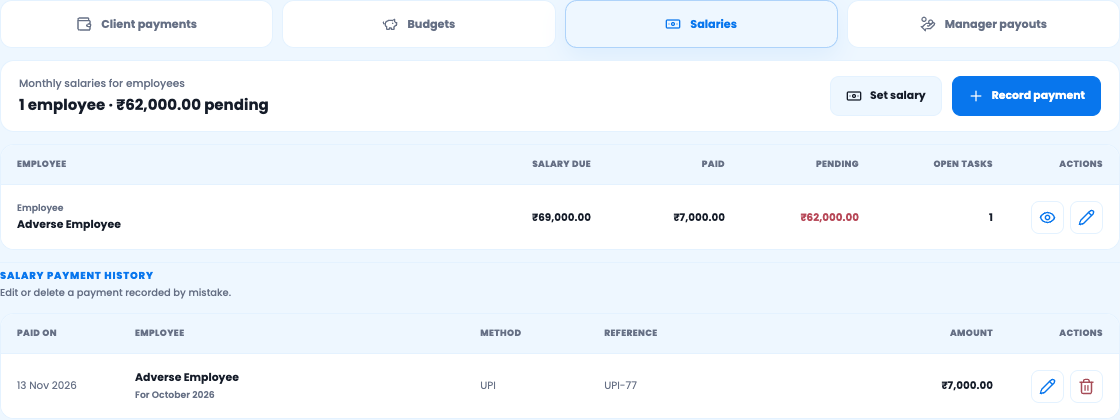 Client payments
Budgets
Salaries
Manager payouts
Monthly salaries for employees
1 employee · ₹62,000.00 pending
Set salary
Record payment
EMPLOYEE SALARY DUE PAID PENDING OPEN TASKS ACTIONS
Employee
Adverse Employee
₹69,000.00 ₹7,000.00 ₹62,000.00 1
SALARY PAYMENT HISTORY
Edit or delete a payment recorded by mistake.
PAID ON EMPLOYEE METHOD REFERENCE AMOUNT ACTIONS
13 Nov 2026 Adverse Employee UPI UPI-77 ₹7,000.00
For October 2026